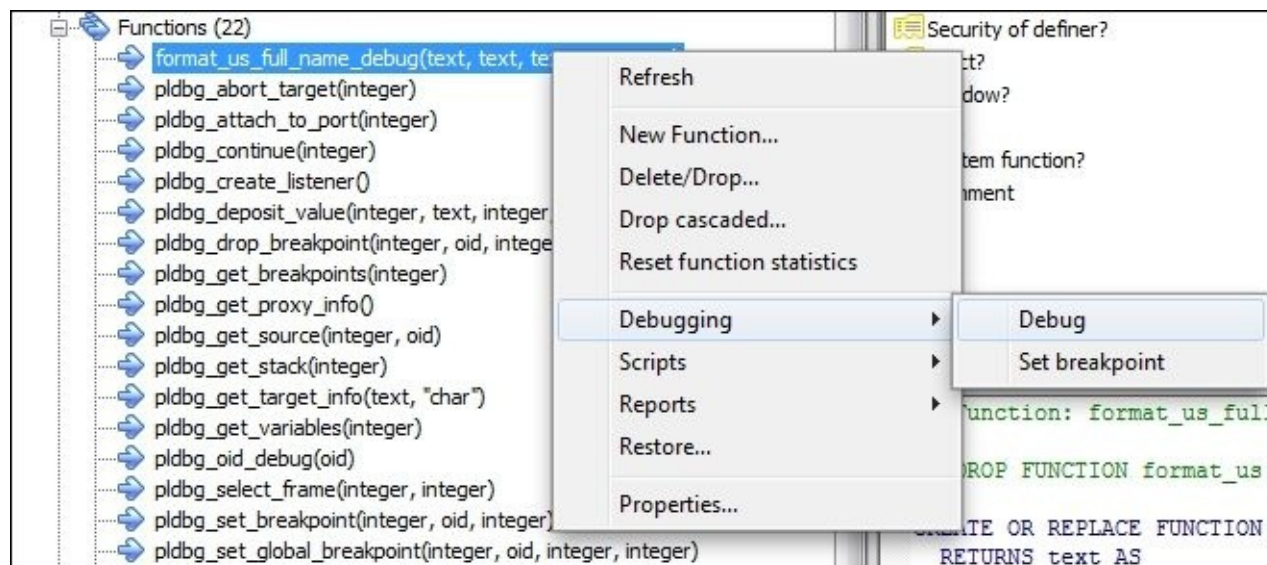 Functions (22)
format_us_full_name_debug(text, text, te
pldbg_abort_target(integer)
pldbg_attach_to_port(integer)
pldbg_continue(integer)
pldbg_create_listener()
pldbg_deposit_value(integer, text, integer,
pldbg_drop_breakpoint(integer, oid, intege
pldbg_get_breakpoints(integer)
pldbg_get_proxy_info()
pldbg_get_source(integer, oid)
pldbg_get_stack(integer)
pldbg_get_target_info(text, "char")
pldbg_get_variables(integer)
pldbg_oid_debug(oid)
pldbg_select_frame(integer, integer)
pldbg_set_breakpoint(integer, oid, integer)
pldbg_set_global_breakpoint(integer, oid, integer, integer)
Refresh
New Function...
Delete/Drop...
Drop cascaded...
Reset function statistics
Debugging
Scripts
Reports
Restore...
Properties...
Debug
Set breakpoint
Security of definer?
ct?
dow?
tem function?
ment
Function: format_us_full
DROP FUNCTION format_us
CREATE OR REPLACE FUNCTION
RETURNS text AS